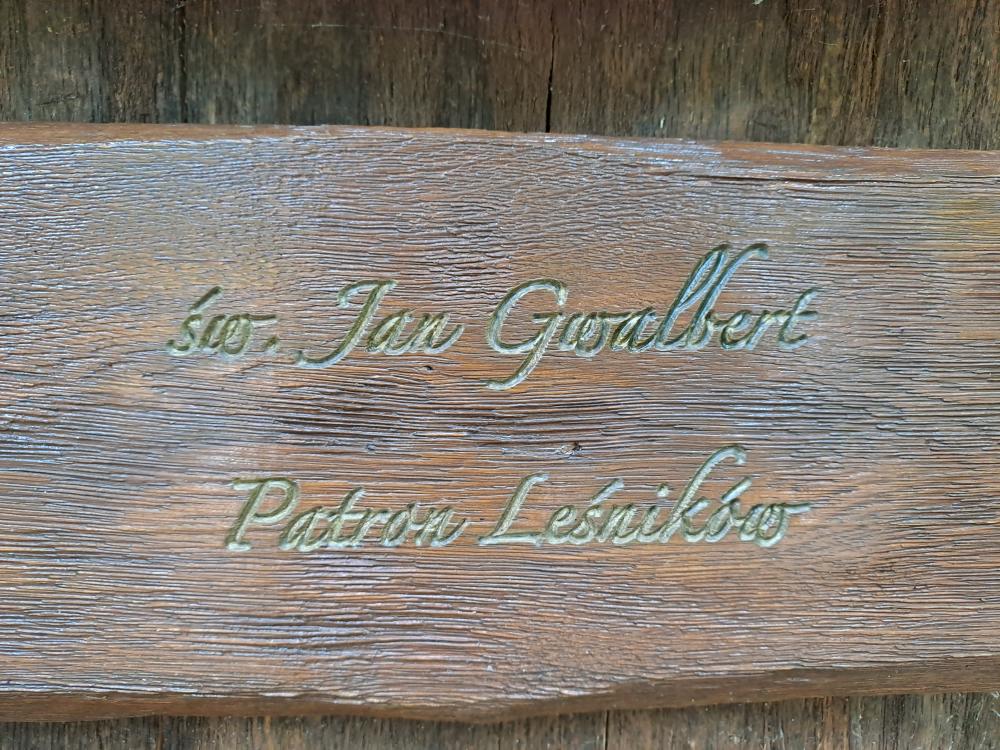 św. Jan Gwalbert
Patron Leśników